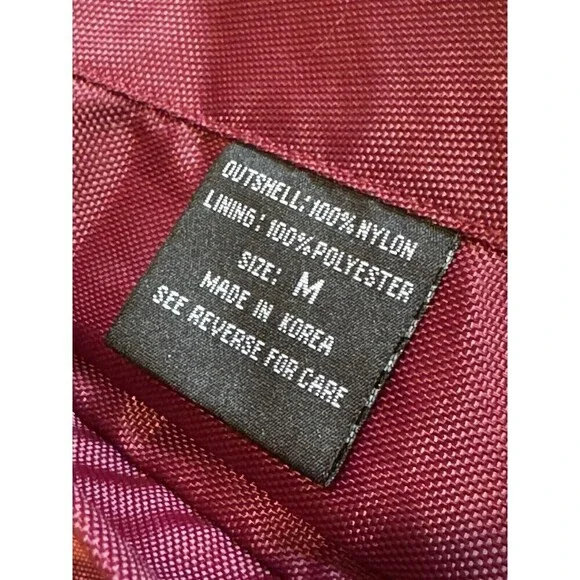 OUTSHELL: 100% NYLON
LINING: 100% POLYESTER
SIZE: M
MADE IN KOREA
SEE REVERSE FOR CARE